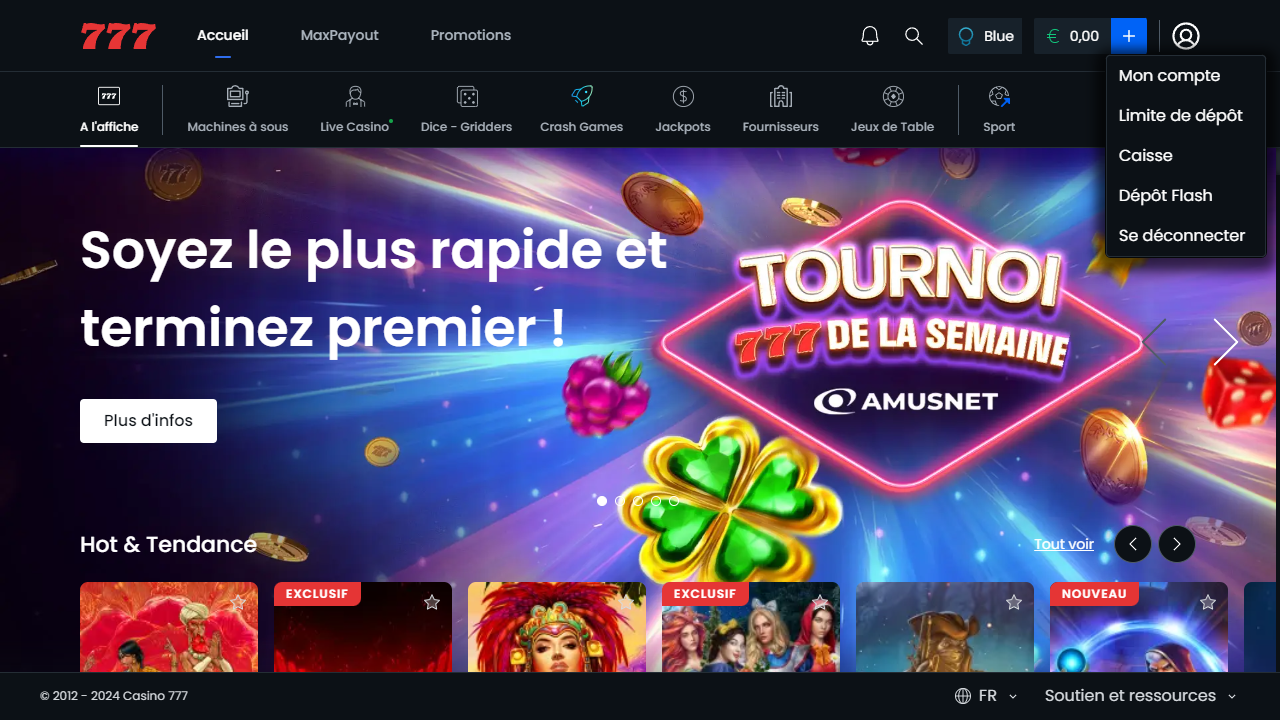 777
Accueil
MaxPayout
Promotions
Blue
€ 0,00
+
Mon compte
Limite de dépôt
Caisse
Dépôt Flash
Se déconnecter
777
A l'affiche
Machines à sous
Live Casino
Dice - Gridders
Crash Games
Jackpots
Fournisseurs
Jeux de Table
Sport
Soyez le plus rapide et
terminez premier !
Plus d'infos
TOURNOI
777 DE LA SEMAINE
AMUSNET
Hot & Tendance
Tout voir
EXCLUSIF
EXCLUSIF
NOUVEAU
© 2012 - 2024 Casino 777
FR
Soutien et ressources